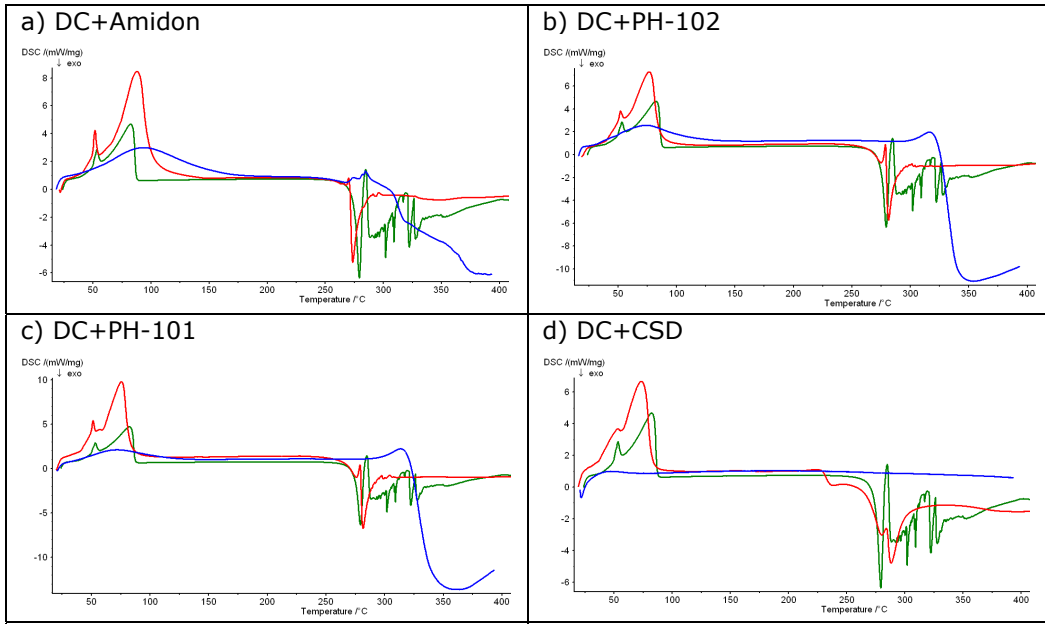 a) DC+Amidon
DSC /(mW/mg)
↓ exo
8
6
4
2
0
-2
-4
-6
50 100 150 200 250 300 350 400
Temperature /°C
b) DC+PH-102
DSC /(mW/mg)
↓ exo
8
6
4
2
0
-2
-4
-6
-8
-10
50 100 150 200 250 300 350 400
Temperature /°C
c) DC+PH-101
DSC /(mW/mg)
↓ exo
10
5
0
-5
-10
50 100 150 200 250 300 350 400
Temperature /°C
d) DC+CSD
DSC /(mW/mg)
↓ exo
6
4
2
0
-2
-4
-6
50 100 150 200 250 300 350 400
Temperature /°C